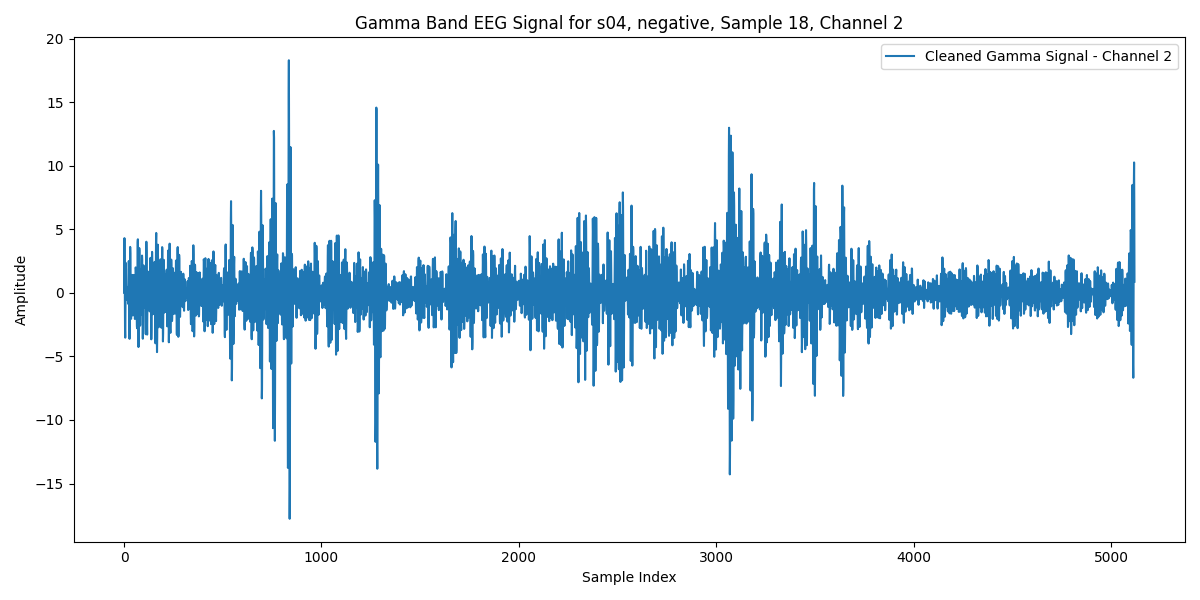 Gamma Band EEG Signal for s04, negative, Sample 18, Channel 2
Cleaned Gamma Signal - Channel 2
20
15
10
5
0
−5
−10
−15
Amplitude
0 1000 2000 3000 4000 5000
Sample Index